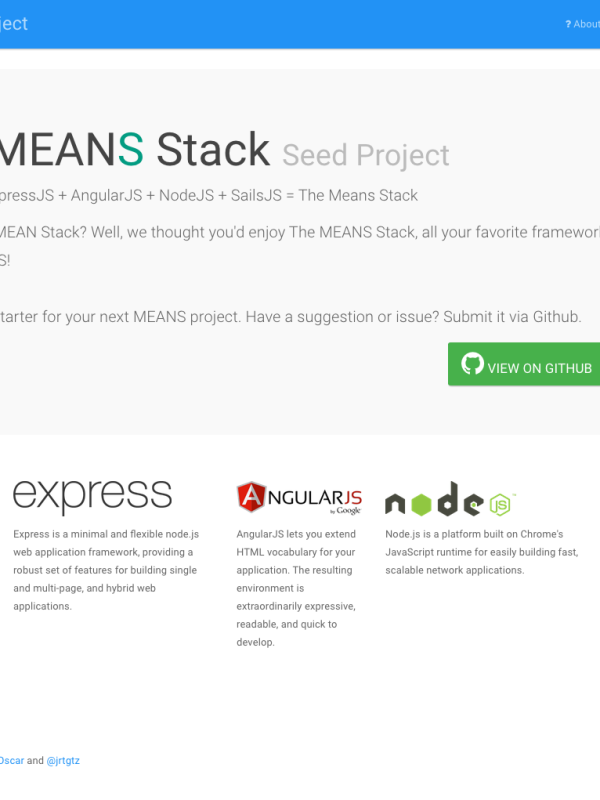 ject
? About
MEANS Stack Seed Project
pressJS + AngularJS + NodeJS + SailsJS = The Means Stack
MEAN Stack? Well, we thought you'd enjoy The MEANS Stack, all your favorite framewor
S!
tarter for your next MEANS project. Have a suggestion or issue? Submit it via Github.
VIEW ON GITHUB
express
Express is a minimal and flexible node.js
web application framework, providing a
robust set of features for building single
and multi-page, and hybrid web
applications.
ANGULARJS
by Google
AngularJS lets you extend
HTML vocabulary for your
application. The resulting
environment is
extraordinarily expressive,
readable, and quick to
develop.
node JS ™
Node.js is a platform built on Chrome's
JavaScript runtime for easily building fast,
scalable network applications.
Oscar and @jrtgtz